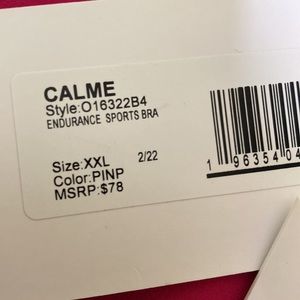 CALME
Style:O16322B4
ENDURANCE SPORTS BRA
Size:XXL 2/22
Color:PINP
MSRP:$78
1 96354 04